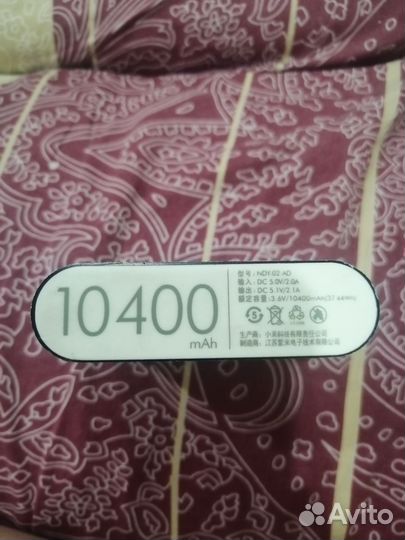 10400
mAh
型号：NDY-02-AD
输入：DC 5.0V/2.0A
输出：DC 5.1V/2.1A
额定容量：3.6V/10400mAh(37.44Wh)
5
生产商：小米科技有限责任公司
制造商：江苏紫米电子技术有限公司
Avito